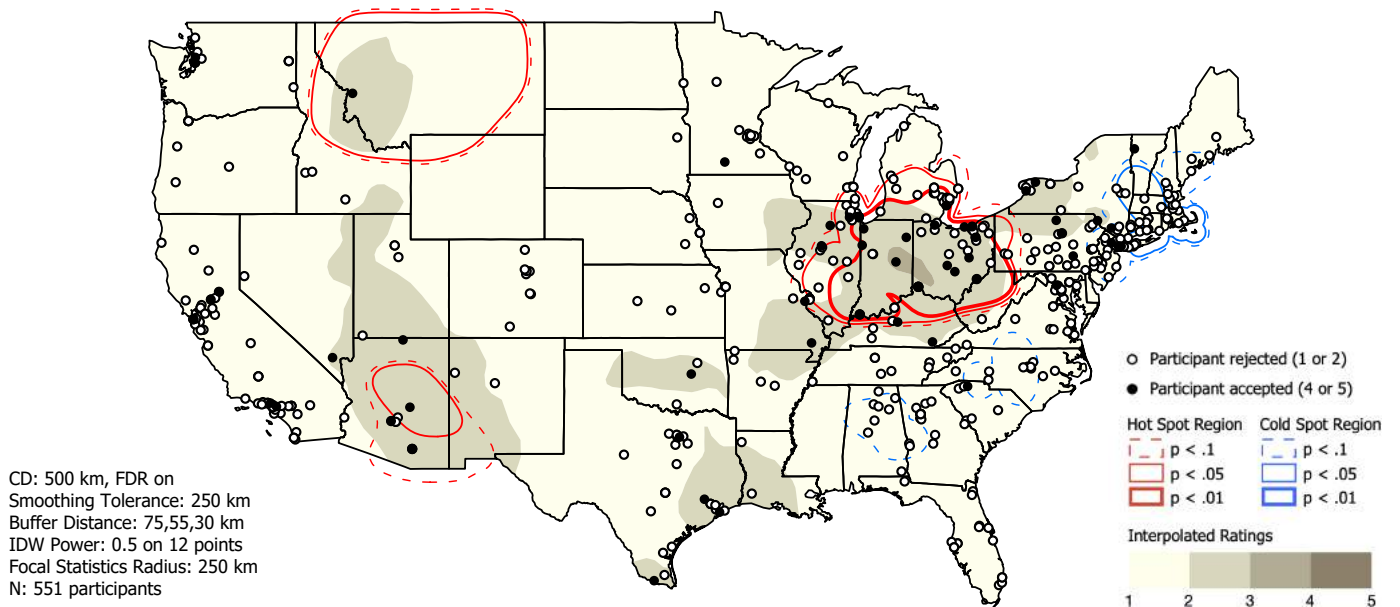 CD: 500 km, FDR on
Smoothing Tolerance: 250 km
Buffer Distance: 75,55,30 km
IDW Power: 0.5 on 12 points
Focal Statistics Radius: 250 km
N: 551 participants
Participant rejected (1 or 2)
Participant accepted (4 or 5)
Hot Spot Region
p < .1
p < .05
p < .01
Cold Spot Region
p < .1
p < .05
p < .01
Interpolated Ratings
1 2 3 4 5